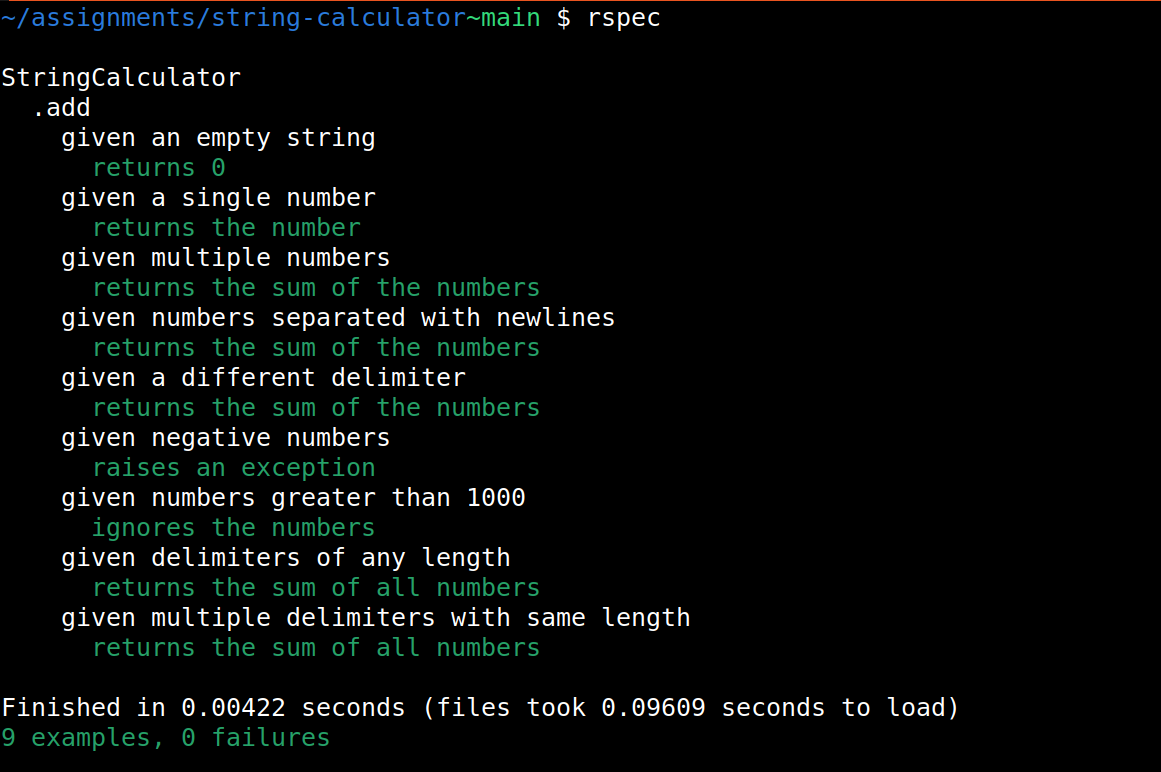 ~/assignments/string-calculator~main $ rspec
StringCalculator
.add
given an empty string
returns 0
given a single number
returns the number
given multiple numbers
returns the sum of the numbers
given numbers separated with newlines
returns the sum of the numbers
given a different delimiter
returns the sum of the numbers
given negative numbers
raises an exception
given numbers greater than 1000
ignores the numbers
given delimiters of any length
returns the sum of all numbers
given multiple delimiters with same length
returns the sum of all numbers
Finished in 0.00422 seconds (files took 0.09609 seconds to load)
9 examples, 0 failures